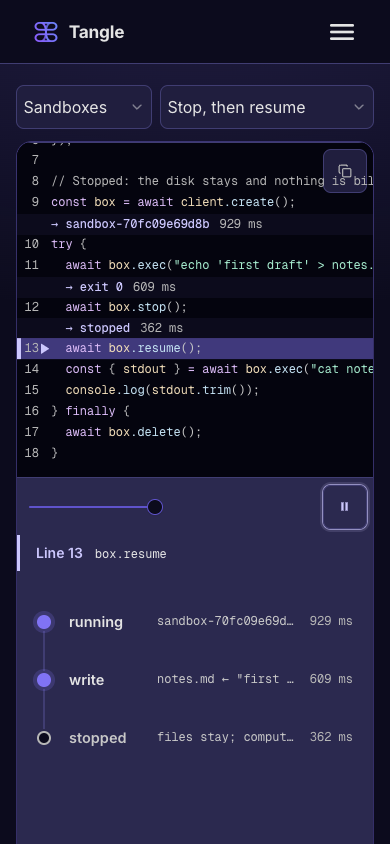 Tangle
Sandboxes
Stop, then resume
6 });
7
8 // Stopped: the disk stays and nothing is bil
9 const box = await client.create();
→ sandbox-70fc09e69d8b 929 ms
10 try {
11 await box.exec("echo 'first draft' > notes.
→ exit 0 609 ms
12 await box.stop();
→ stopped 362 ms
13 await box.resume();
14 const { stdout } = await box.exec("cat note
15 console.log(stdout.trim());
16 } finally {
17 await box.delete();
18 }
Line 13 box.resume
running sandbox-70fc09e69d… 929 ms
write notes.md ← "first … 609 ms
stopped files stay; comput… 362 ms